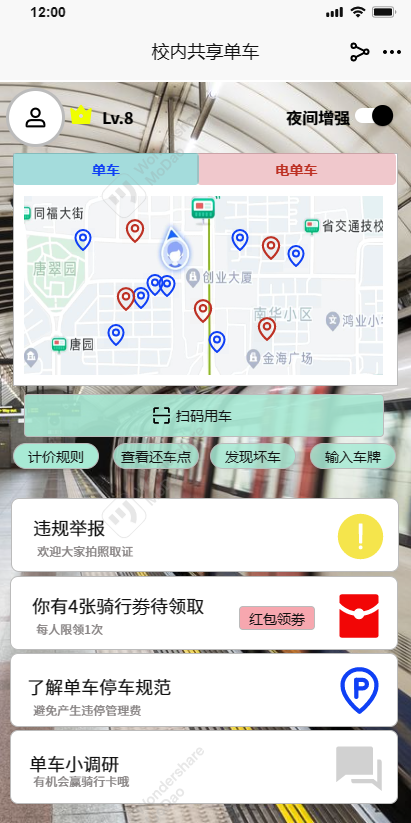 12:00
校内共享单车
Lv.8
夜间增强
单车
电单车
同福大街
省交通技校
唐翠园
创业大厦
南华小区
鸿业小
唐园
金海广场
扫码用车
计价规则
查看还车点
发现坏车
输入车牌
违规举报
欢迎大家拍照取证
你有4张骑行券待领取
每人限领1次
红包领券
了解单车停车规范
避免产生违停管理费
单车小调研
有机会赢骑行卡哦
Wondershare
MoDao